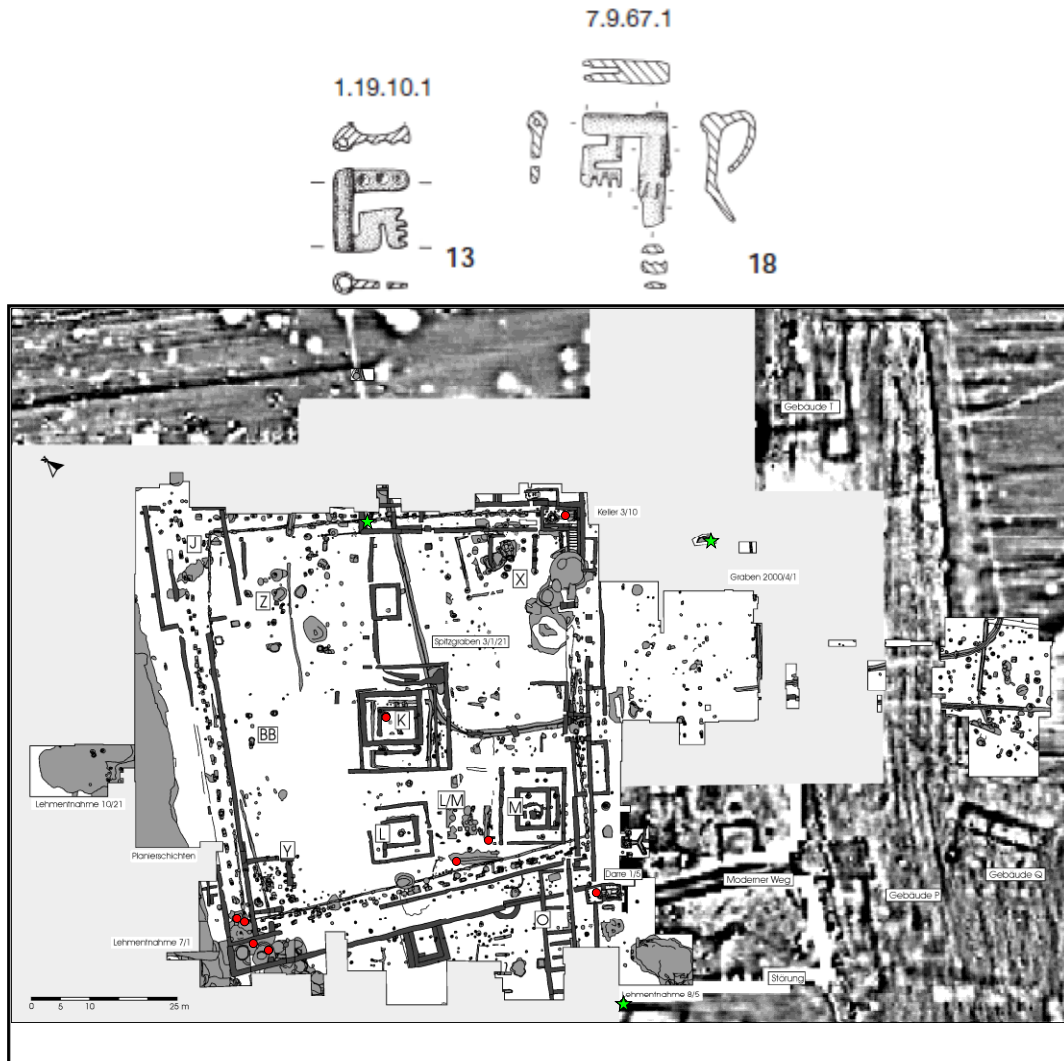 7.9.67.1
1.19.10.1
13
18
Gebäude T
Keller 3/10
J
X
Graben 2000/4/1
Z
Spitzgraben 3/1/21
K
BB
L/M
M
Lehmentnahme 10/21
L
Planierschichten
Y
Darre 1/5
Moderner Weg
Gebäude Q
Gebäude P
O
Lehmentnahme 7/1
Störung
Lehmentnahme 8/5
0 5 10 25 m